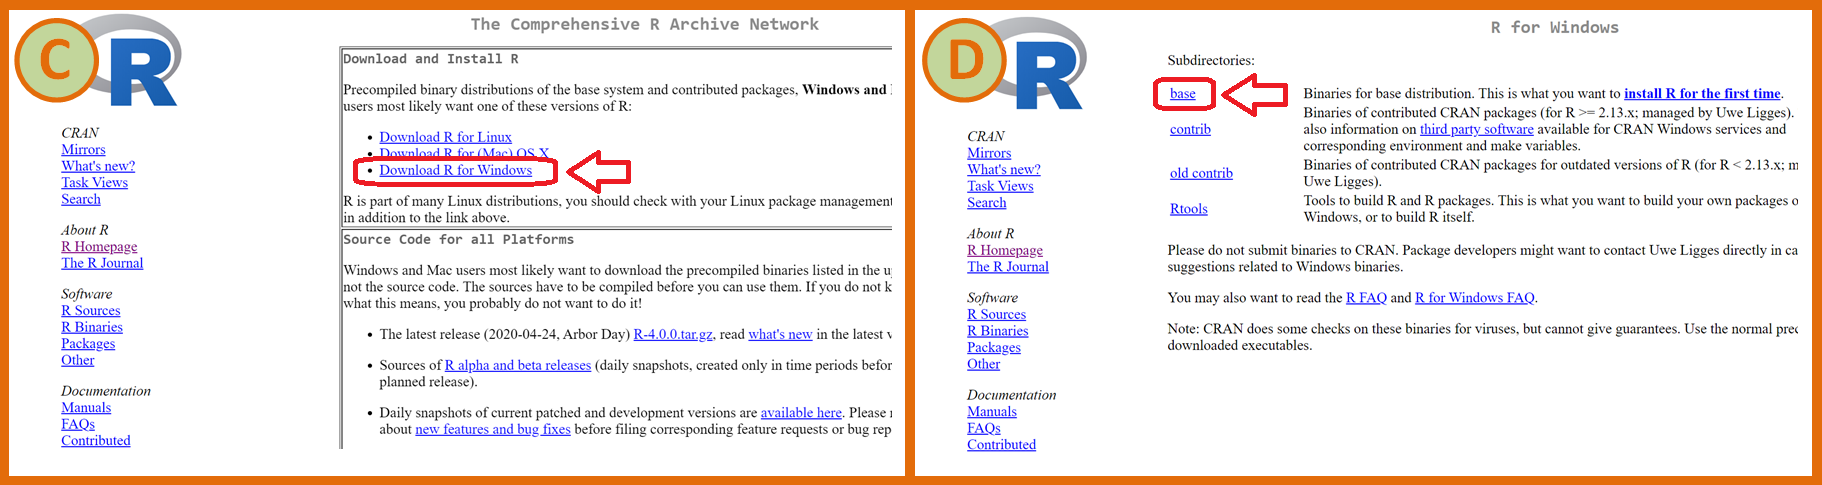 C
R
The Comprehensive R Archive Network
CRAN
Mirrors
What's new?
Task Views
Search
About R
R Homepage
The R Journal
Software
R Sources
R Binaries
Packages
Other
Documentation
Manuals
FAQs
Contributed
Download and Install R
Precompiled binary distributions of the base system and contributed packages, Windows and
users most likely want one of these versions of R:
• Download R for Linux
• Download R for (Mac) OS X
• Download R for Windows
R is part of many Linux distributions, you should check with your Linux package management
in addition to the link above.
Source Code for all Platforms
Windows and Mac users most likely want to download the precompiled binaries listed in the
not the source code. The sources have to be compiled before you can use them. If you do not
what this means, you probably do not want to do it!
• The latest release (2020-04-24, Arbor Day) R-4.0.0.tar.gz, read what's new in the latest
• Sources of R alpha and beta releases (daily snapshots, created only in time periods
planned release).
• Daily snapshots of current patched and development versions are available here. Please
about new features and bug fixes before filing corresponding feature requests or bug
D
R
R for Windows
CRAN
Mirrors
What's new?
Task Views
Search
About R
R Homepage
The R Journal
Software
R Sources
R Binaries
Packages
Other
Documentation
Manuals
FAQs
Contributed
Subdirectories:
base
Binaries for base distribution. This is what you want to install R for the first time.
contrib
Binaries of contributed CRAN packages (for R >= 2.13.x; managed by Uwe Ligges).
also information on third party software available for CRAN Windows services and
corresponding environment and make variables.
old contrib
Binaries of contributed CRAN packages for outdated versions of R (for R < 2.13.x;
Uwe Ligges).
Rtools
Tools to build R and R packages. This is what you want to build your own packages
Windows, or to build R itself.
Please do not submit binaries to CRAN. Package developers might want to contact Uwe Ligges directly in
suggestions related to Windows binaries.
You may also want to read the R FAQ and R for Windows FAQ.
Note: CRAN does some checks on these binaries for viruses, but cannot give guarantees. Use the normal
downloaded executables.